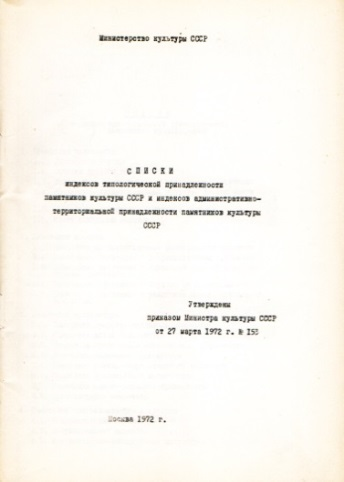 Министерство культуры СССР
С П И С К И
индексов типологической принадлежности
памятников культуры СССР и индексов административно-
территориальной принадлежности памятников культуры
СССР
Утверждены
приказом Министра культуры СССР
от 27 марта 1972 г. №
Москва 1972 г.